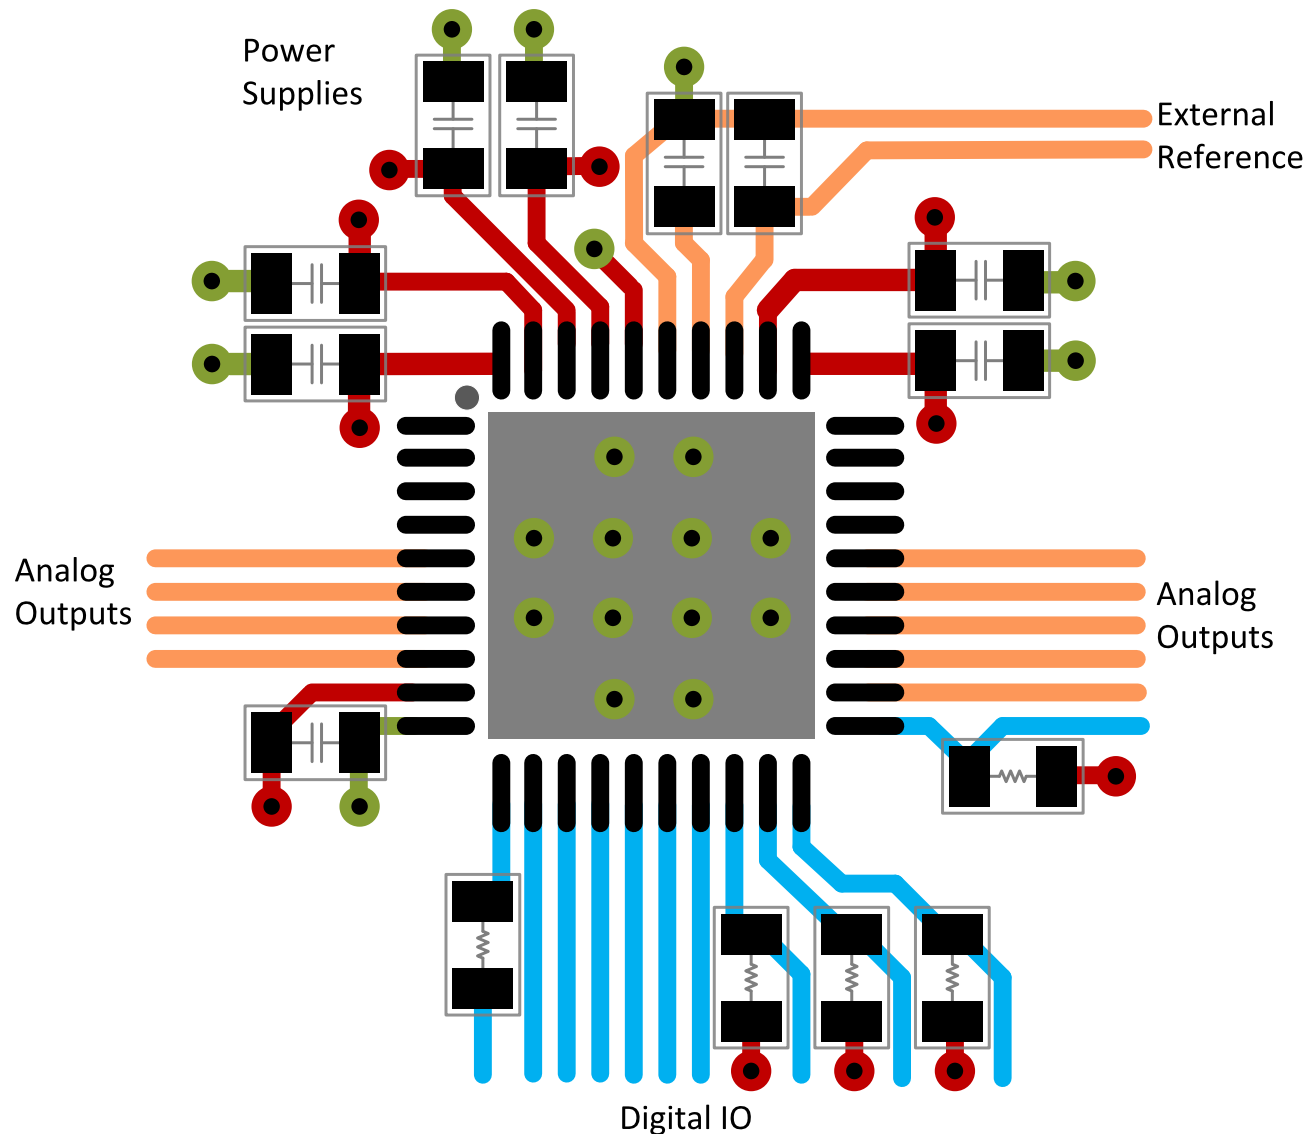 Power
Supplies
External
Reference
Analog
Outputs
Analog
Outputs
Digital IO